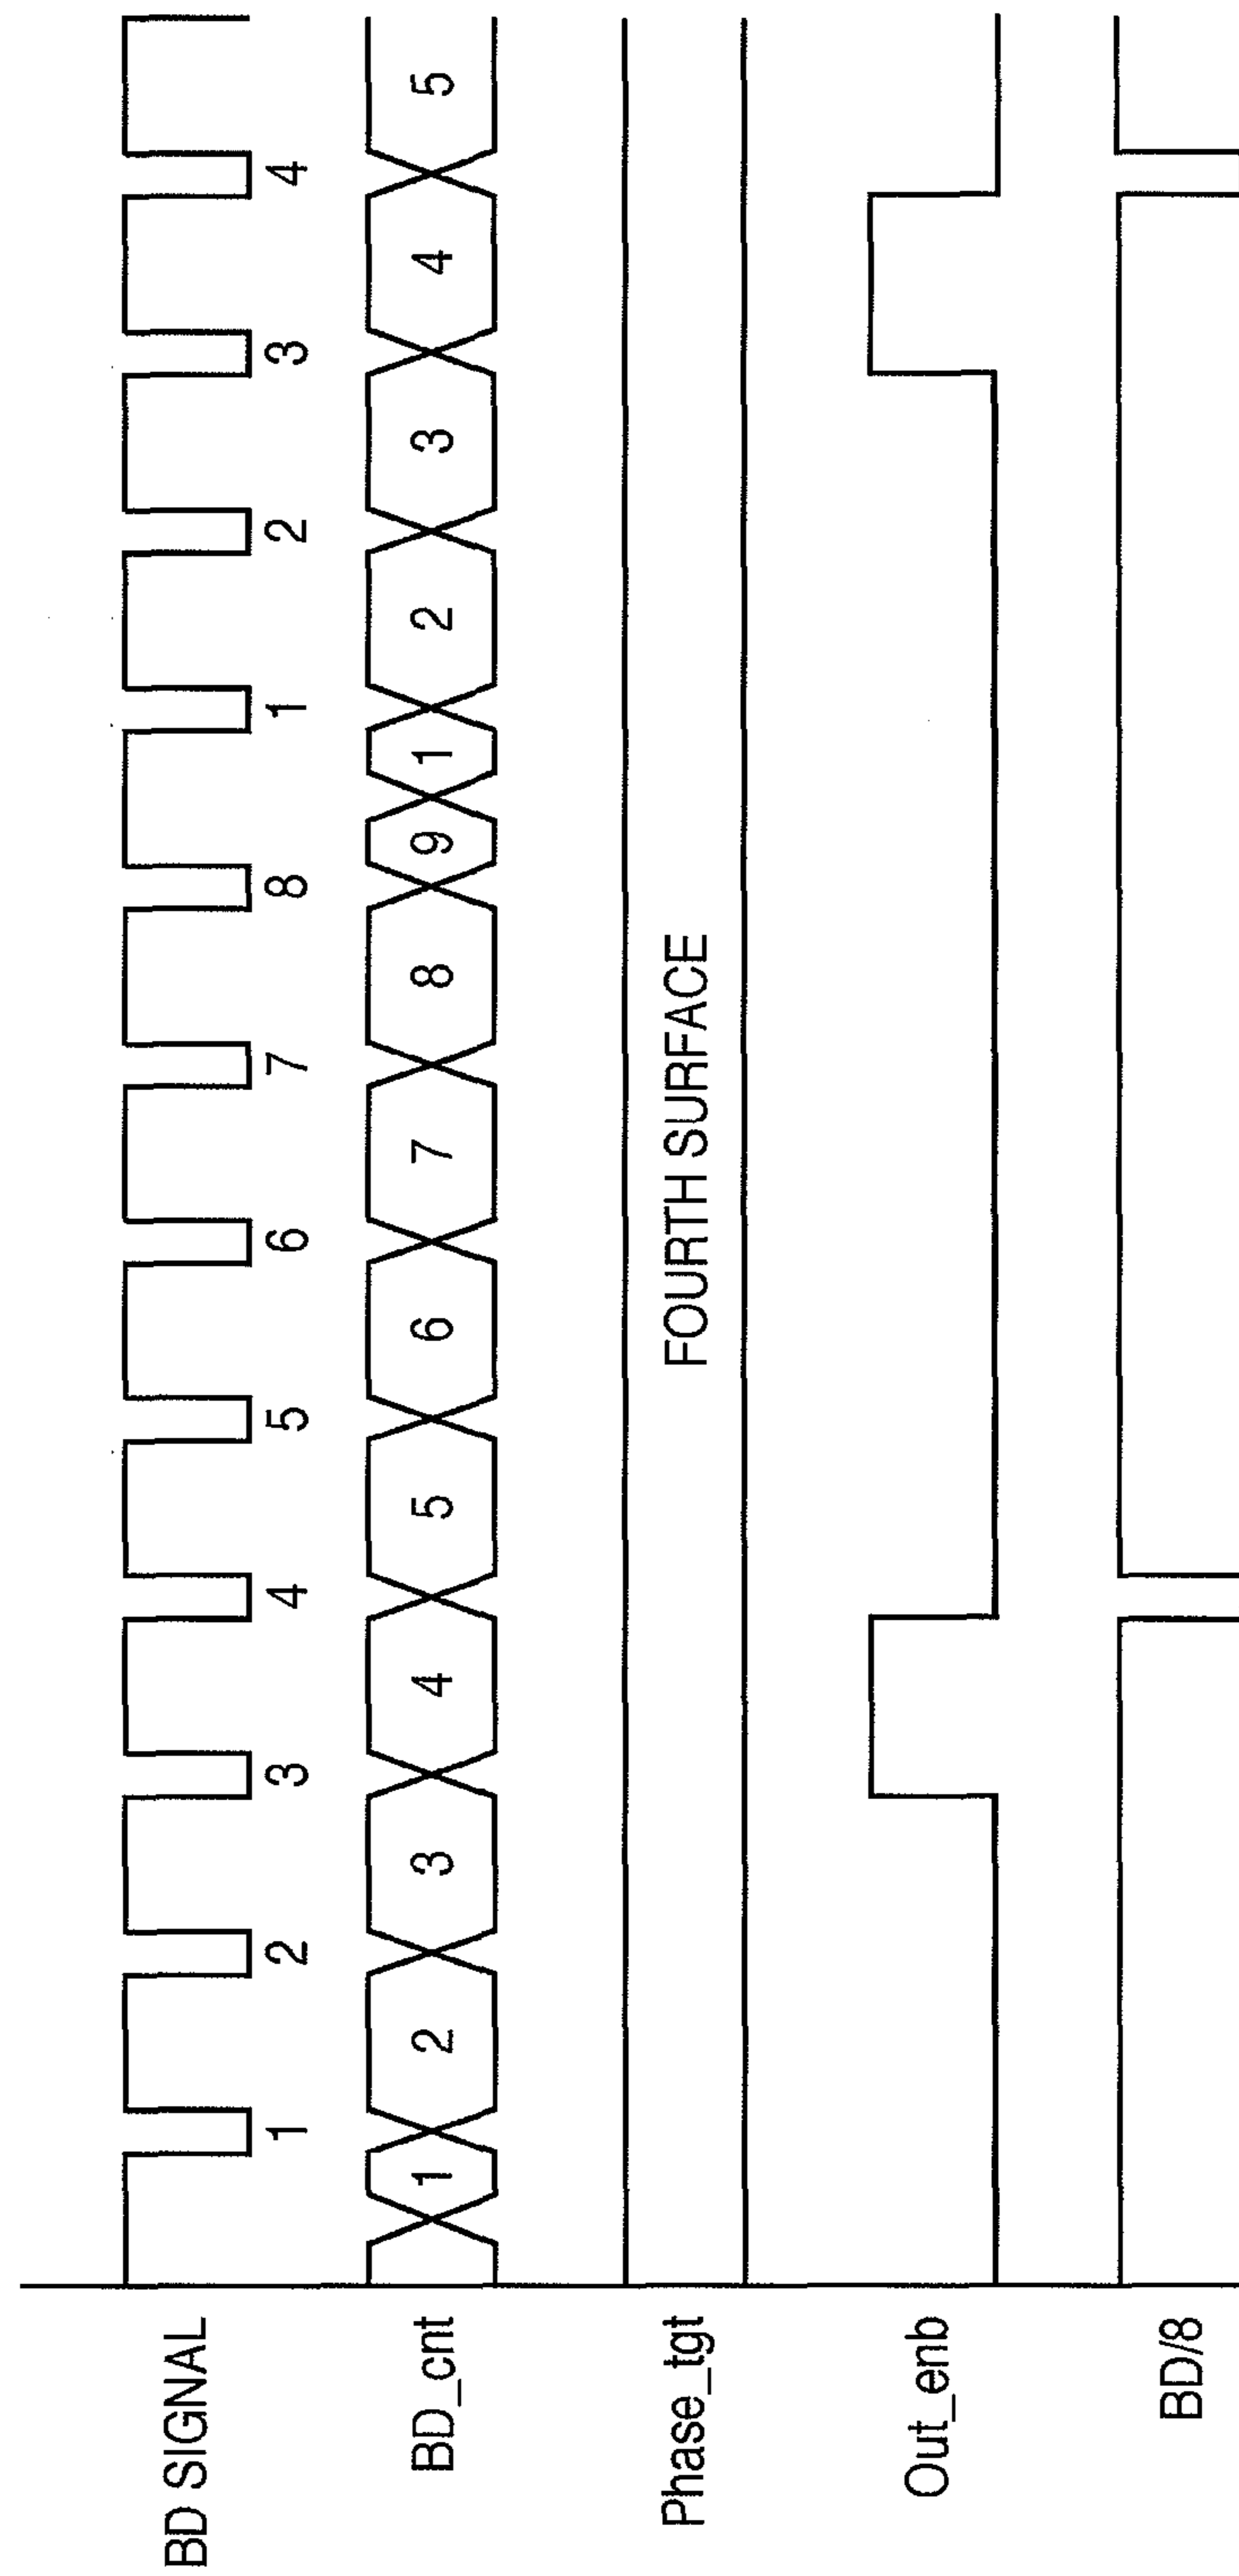 BD SIGNAL
1 2 3 4 5 6 7 8 1 2 3 4
BD_cnt
1 2 3 4 5 6 7 8 9 1 2 3 4 5
Phase_tgt
FOURTH SURFACE
Out_enb
BD/8